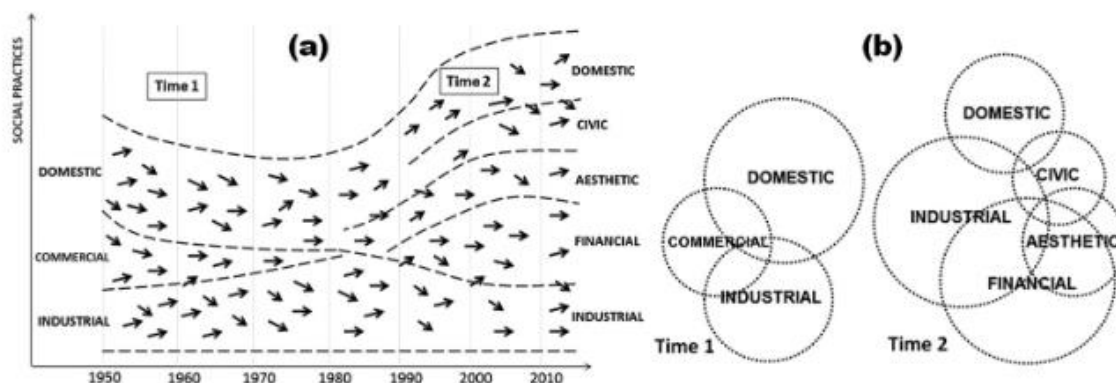 SOCIAL PRACTICES
(a)
Time 1
Time 2
DOMESTIC
COMMERCIAL
INDUSTRIAL
DOMESTIC
CIVIC
AESTHETIC
FINANCIAL
INDUSTRIAL
1950 1960 1970 1980 1990 2000 2010
(b)
DOMESTIC
COMMERCIAL
INDUSTRIAL
Time 1
DOMESTIC
CIVIC
INDUSTRIAL
AESTHETIC
FINANCIAL
Time 2